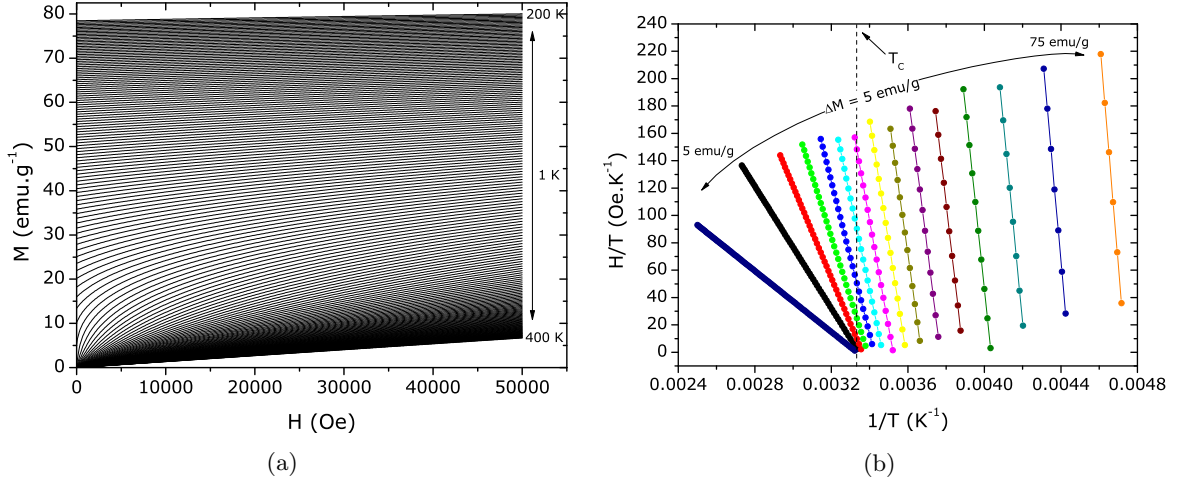 80
70
60
50
40
30
20
10
0
M (emu.g⁻¹)
200 K
1 K
400 K
0
10000
20000
30000
40000
50000
H (Oe)
(a)
240
220
200
180
160
140
120
100
80
60
40
20
0
H/T (Oe.K⁻¹)
T_C
75 emu/g
ΔM = 5 emu/g
5 emu/g
0.0024
0.0028
0.0032
0.0036
0.0040
0.0044
0.0048
1/T (K⁻¹)
(b)